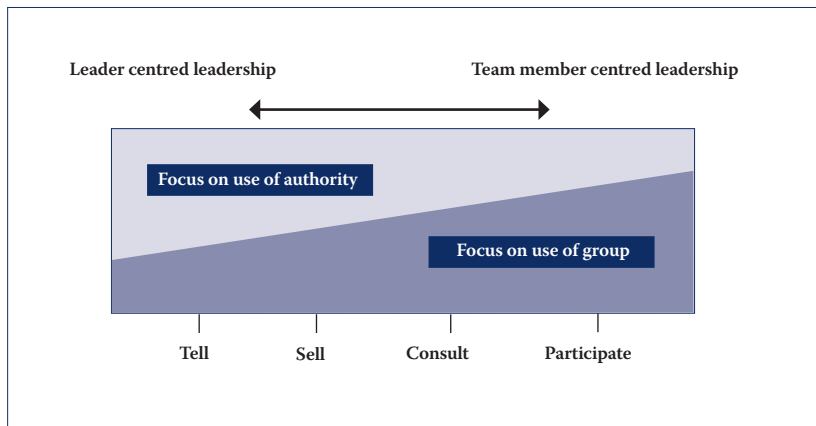 Leader centred leadership
Team member centred leadership
Focus on use of authority
Focus on use of group
Tell
Sell
Consult
Participate